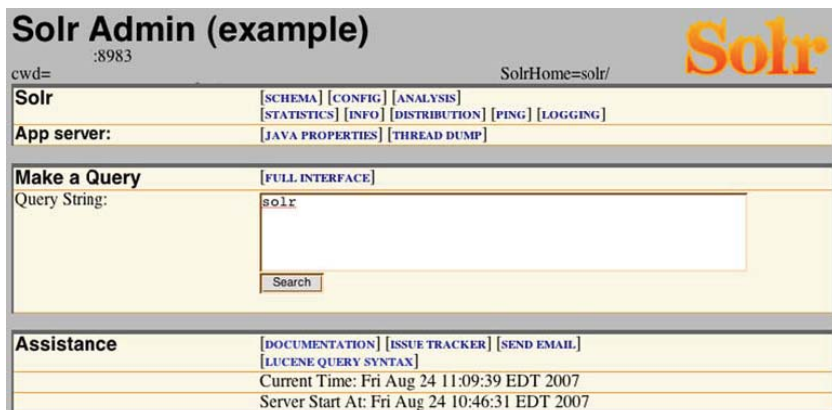 Solr Admin (example)
:8983
cwd= SolrHome=solr/
Solr
Solr [SCHEMA] [CONFIG] [ANALYSIS]
[STATISTICS] [INFO] [DISTRIBUTION] [PING] [LOGGING]
App server: [JAVA PROPERTIES] [THREAD DUMP]
Make a Query [FULL INTERFACE]
Query String: solr
Search
Assistance [DOCUMENTATION] [ISSUE TRACKER] [SEND EMAIL]
[LUCENE QUERY SYNTAX]
Current Time: Fri Aug 24 11:09:39 EDT 2007
Server Start At: Fri Aug 24 10:46:31 EDT 2007